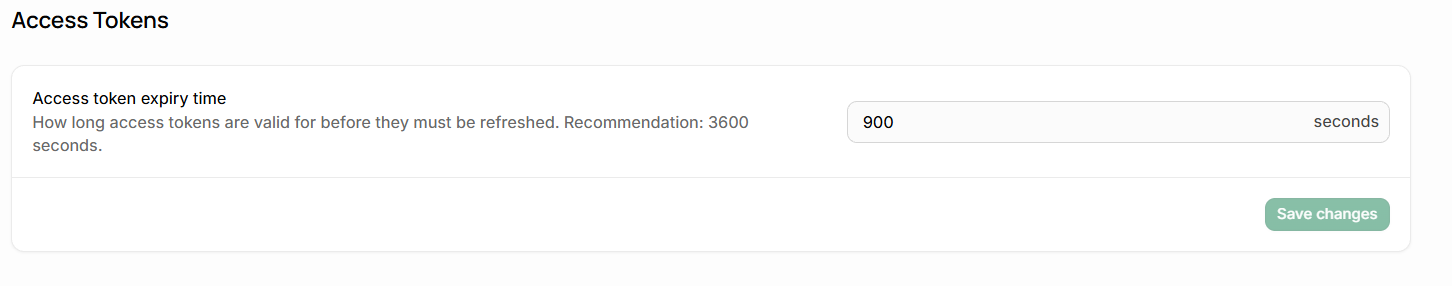 Access Tokens
Access token expiry time
How long access tokens are valid for before they must be refreshed. Recommendation: 3600
seconds.
900 seconds
Save changes